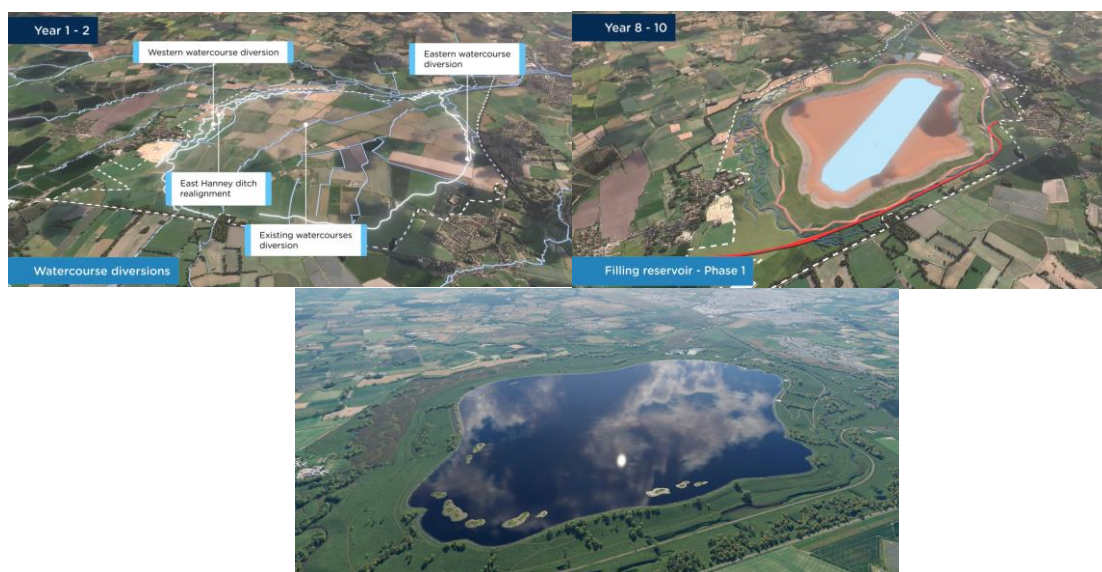 Year 1 - 2
Western watercourse diversion
Eastern watercourse
diversion
East Hanney ditch
realignment
Existing watercourses
diversion
Watercourse diversions
Year 8 - 10
Filling reservoir - Phase 1